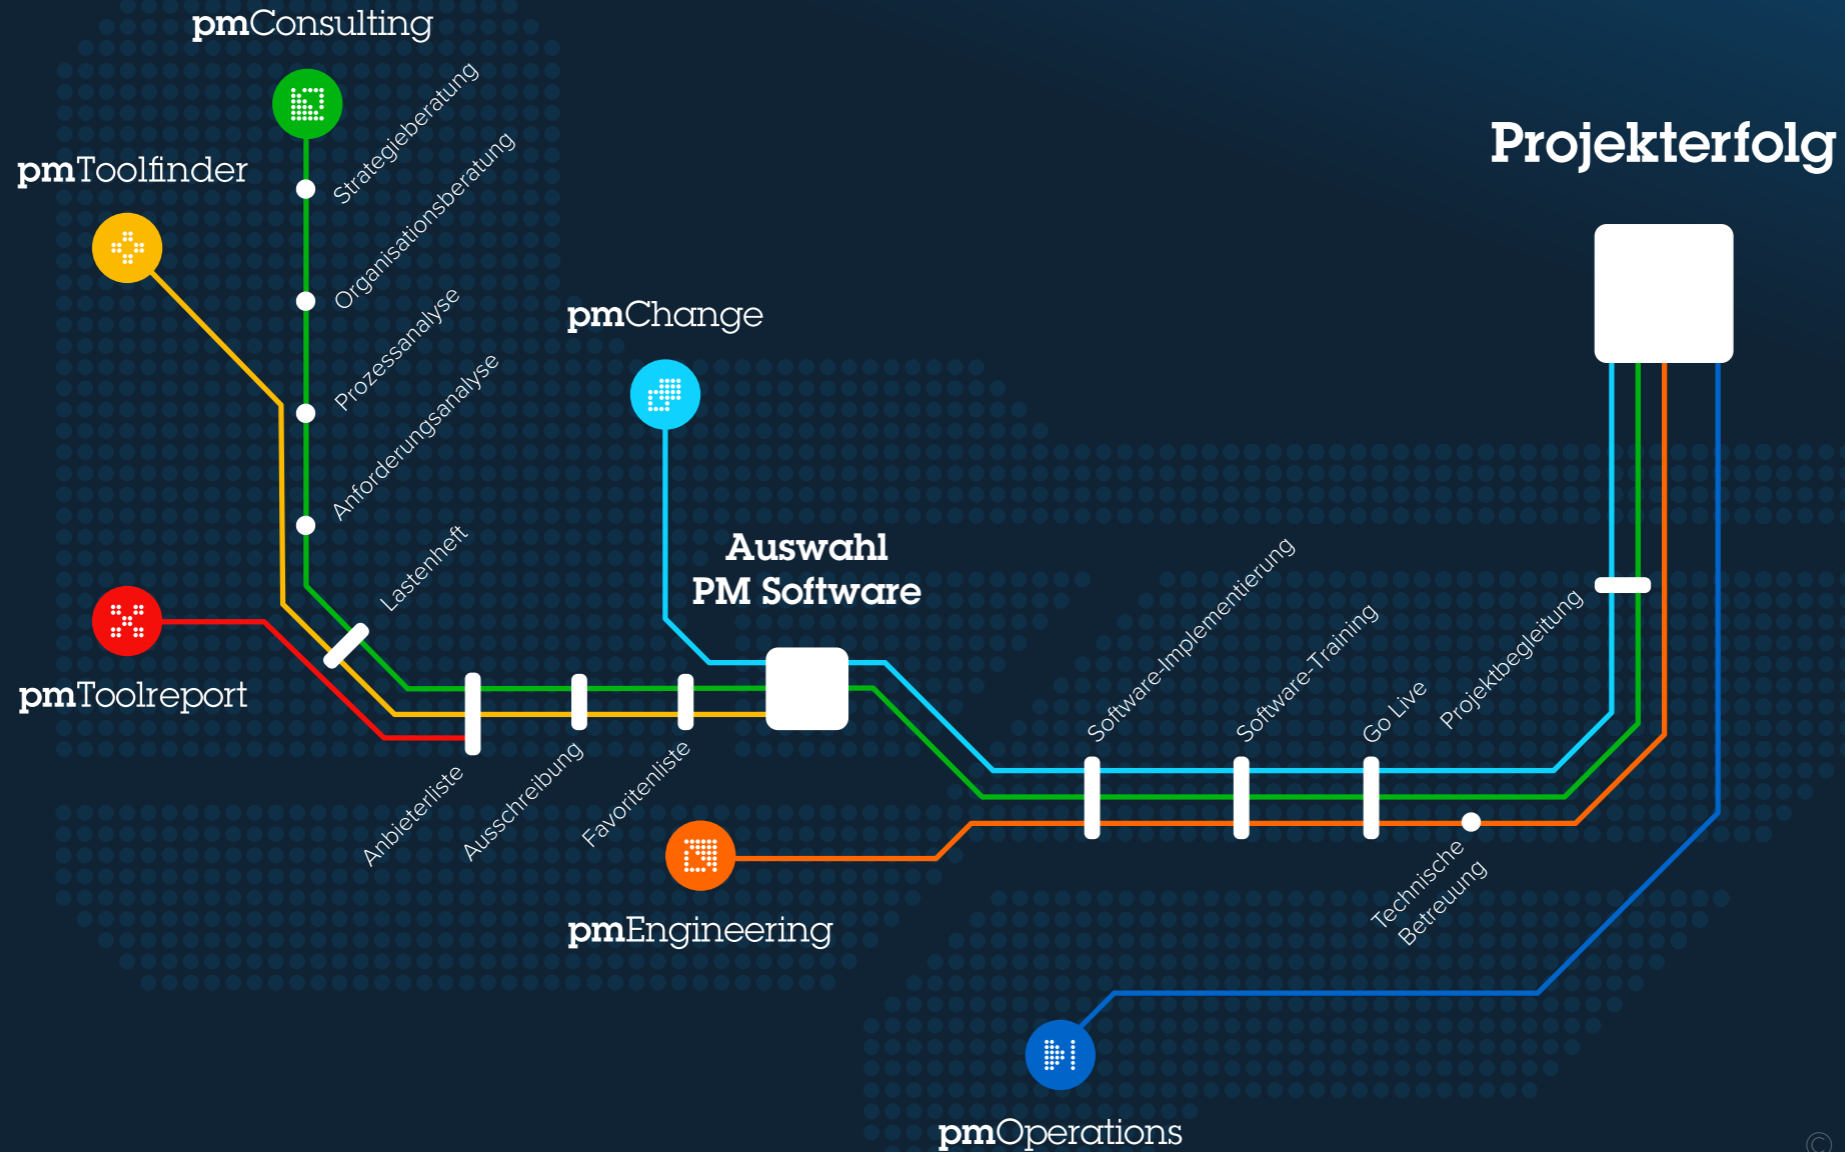 pmConsulting
Strategieberatung
pmToolfinder
Organisationsberatung
Prozessanalyse
Anforderungsanalyse
Lastenheft
pmToolreport
Anbieterliste
Ausschreibung
Favoritenliste
pmChange
Auswahl
PM Software
pmEngineering
Software-Implementierung
Software-Training
Go Live
Projektbegleitung
Technische
Betreuung
Projekterfolg
pmOperations
©